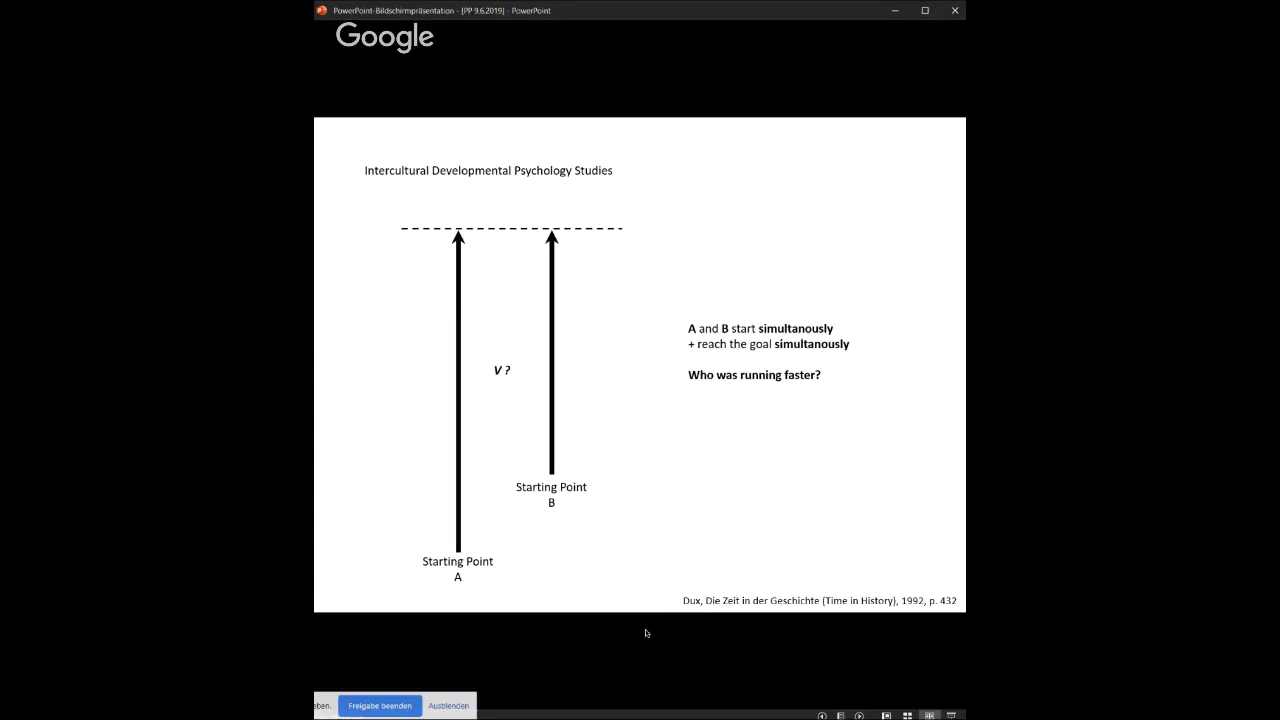 PowerPoint-Bildschirmpräsentation - [PP 9.6.2019] - PowerPoint
Google
Intercultural Developmental Psychology Studies
A and B start simultanously
+ reach the goal simultanously
V ?
Who was running faster?
Starting Point
B
Starting Point
A
Dux, Die Zeit in der Geschichte (Time in History), 1992, p. 432
eben. Freigabe beenden Ausblenden